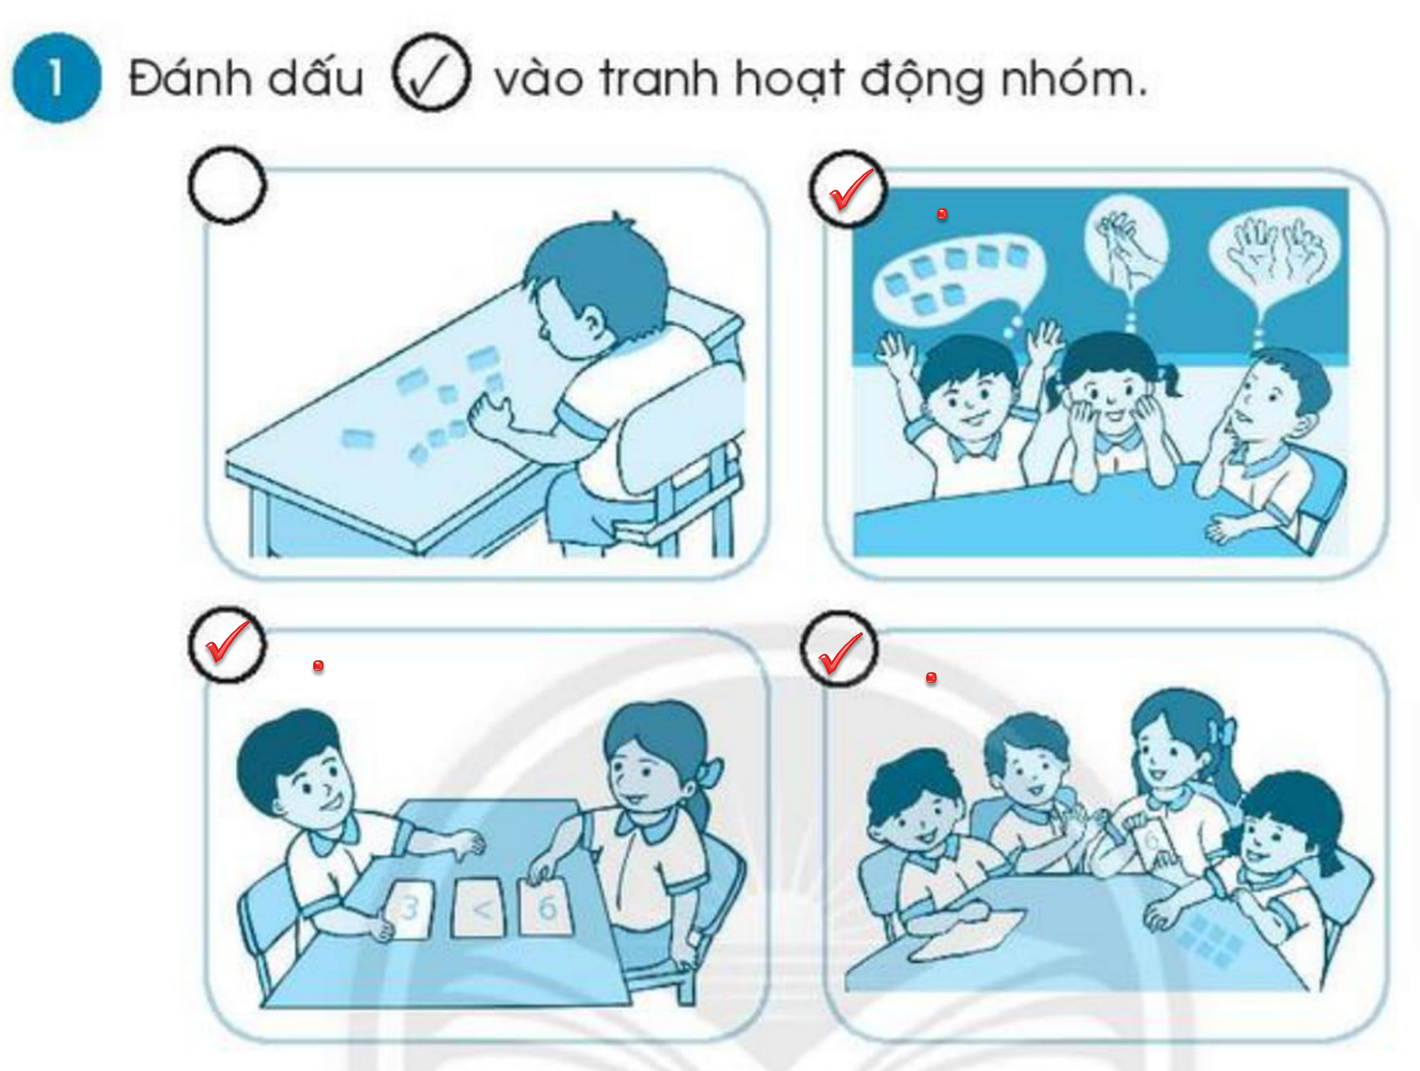 1 Đánh dấu ✓ vào tranh hoạt động nhóm.
3 < 6
6